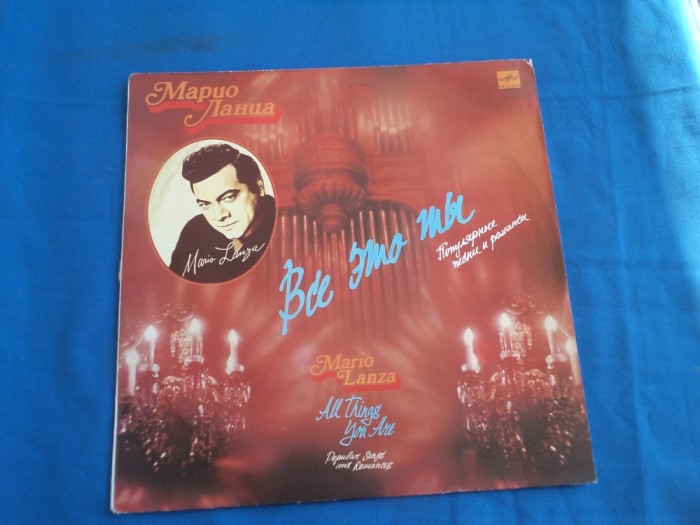 Марио
Ланца
Mario Lanza
Все это ты
Популярные
песни и романсы
Mario
Lanza
All Things
You Are
Popular Songs
and Romances